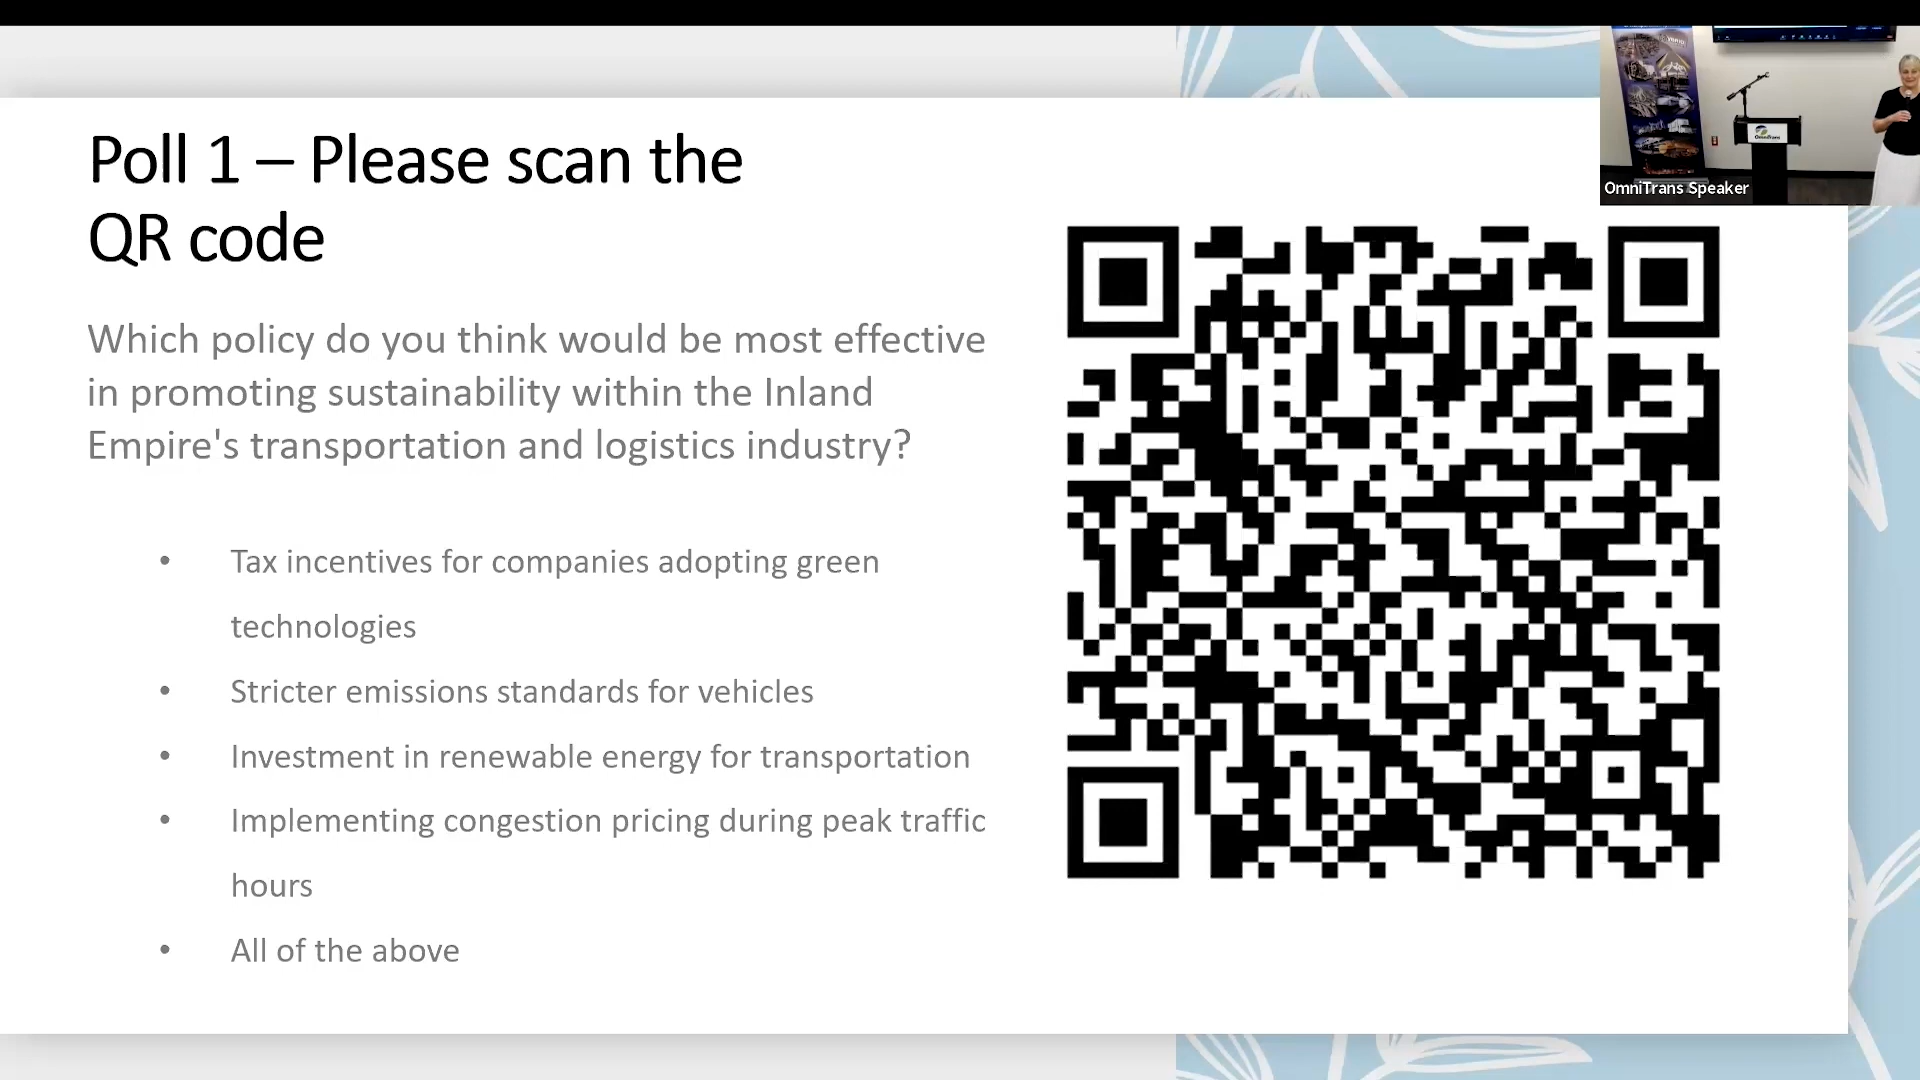 Poll 1 – Please scan the
QR code
Which policy do you think would be most effective
in promoting sustainability within the Inland
Empire's transportation and logistics industry?
• Tax incentives for companies adopting green
technologies
• Stricter emissions standards for vehicles
• Investment in renewable energy for transportation
• Implementing congestion pricing during peak traffic
hours
• All of the above
OmniTrans Speaker